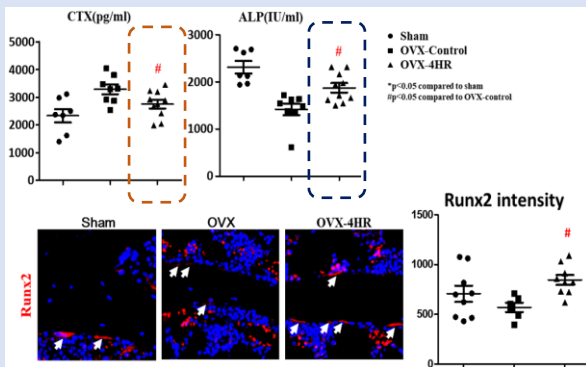 CTX(pg/ml)
5000
4000
3000
2000
1000
0
#
ALP(IU/ml)
3000
2000
1000
0
#
Sham
OVX-Control
OVX-4HR
*p<0.05 compared to sham
#p<0.05 compared to OVX-control
Runx2
Sham
OVX
OVX-4HR
Runx2 intensity
1500
1000
500
0
#